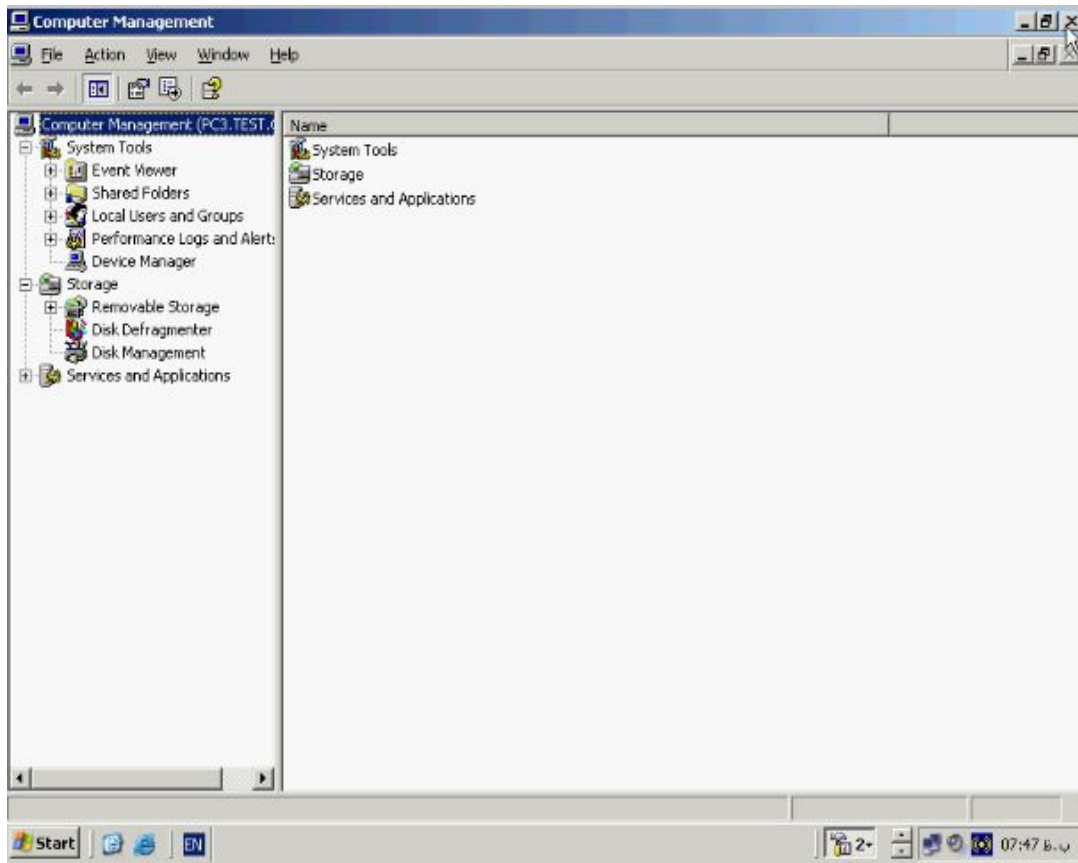 Computer Management
File Action View Window Help
Computer Management (PC3.TEST.
System Tools
Event Viewer
Shared Folders
Local Users and Groups
Performance Logs and Alert
Device Manager
Storage
Removable Storage
Disk Defragmenter
Disk Management
Services and Applications
Name
System Tools
Storage
Services and Applications
Start EN 2 07:47 ب.ظ